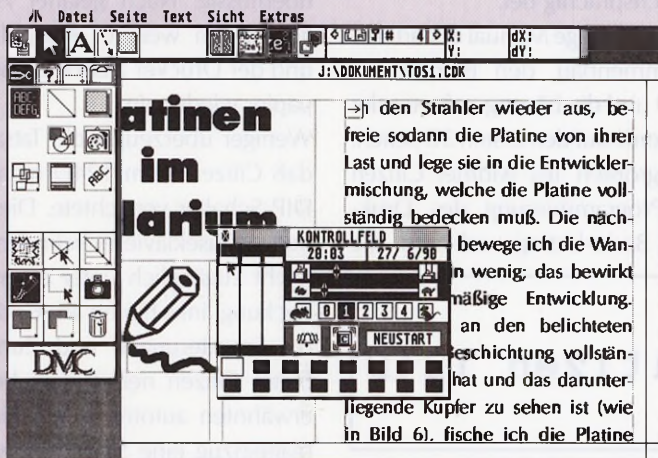 Datei Seite Text Sicht Extras
X: dX:
Y: dY:
J:\DOKUMENT\TOS1.CDK
ABC-
DEFG
ABC
atinen
im
larium
den Strahler wieder aus, be-
freie sodann die Platine von ihrer
Last und lege sie in die Entwickler-
mischung, welche die Platine voll-
ständig bedecken muß. Die näch-
bewege ich die Wan-
n wenig; das bewirkt
mäßige Entwicklung.
an den belichteten
eschichtung vollstän-
hat und das darunter-
liegende Kupfer zu sehen ist (wie
in Bild 6), fische ich die Platine
KONTROLLFELD
20:03 27/ 6/90
0 1 2 3 4
NEUSTART
DMC